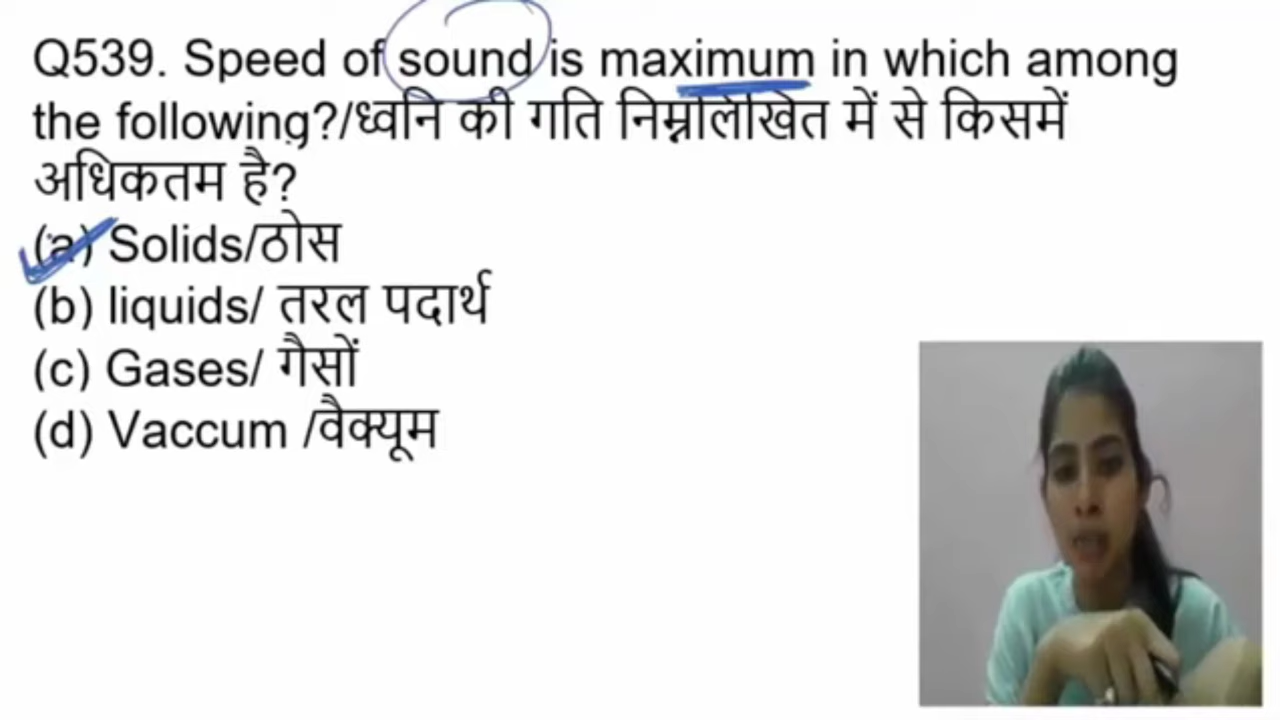 Q539. Speed of sound is maximum in which among
the following?/ध्वनि की गति निम्नलिखित में से किसमें
अधिकतम है?
(a) Solids/ठोस
(b) liquids/ तरल पदार्थ
(c) Gases/ गैसों
(d) Vaccum /वैक्यूम